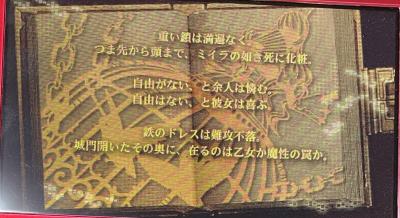 重い鎖は満遍なく、
つま先から頭まで、ミイラの如き死に化粧。
自由がない、と余人は憐む。
自由はない、と彼女は喜ぶ。
鉄のドレスは難攻不落。
城門開いたその奥に、在るのは乙女か魔性の罠か。